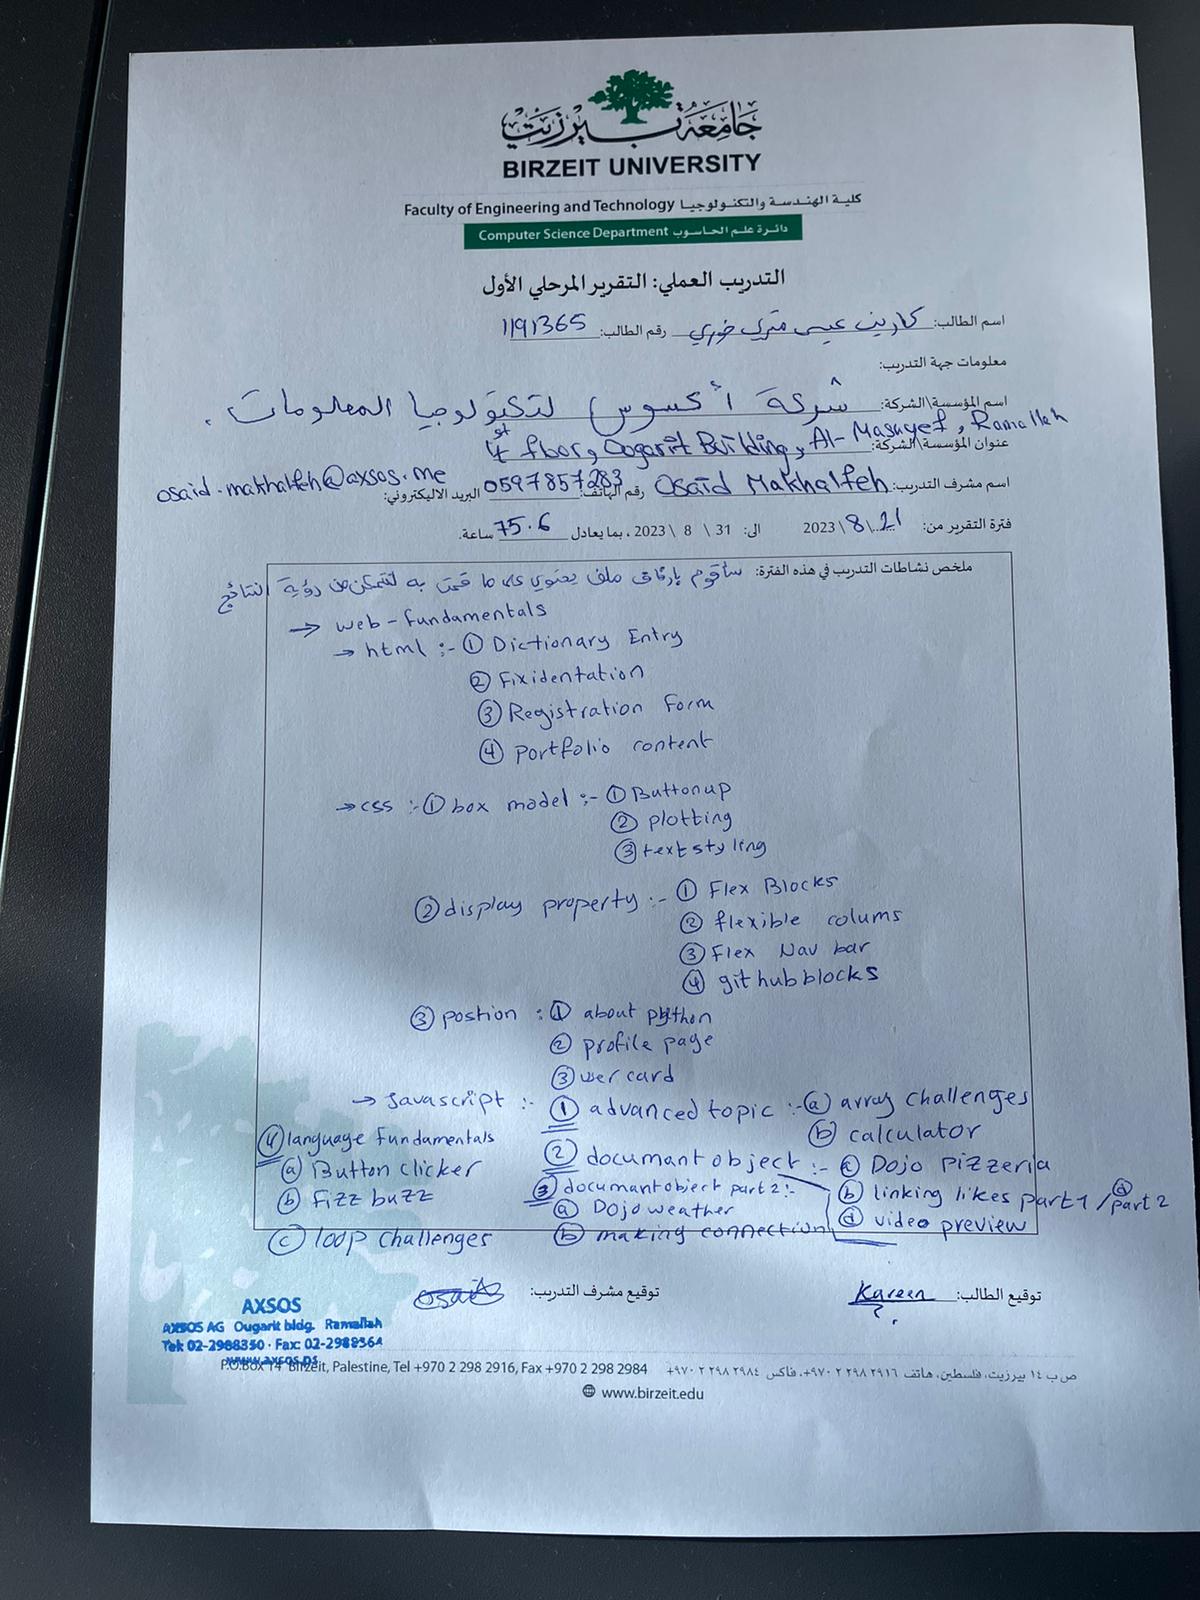 جامعة بيرزيت
BIRZEIT UNIVERSITY
Faculty of Engineering and Technology كلية الهندسة والتكنولوجيا
Computer Science Department دائرة علم الحاسوب
التدريب العملي: التقرير المرحلي الأول
اسم الطالب: كارين عيسى متري خوري رقم الطالب: 1191365
معلومات جهة التدريب:
اسم المؤسسة\الشركة: شركة أكسوس لتكنولوجيا المعلومات.
عنوان المؤسسة\الشركة: 4st floor, Oogarit Building, Al-Masayef, Ramallah
اسم مشرف التدريب: Osaid Makhalfeh رقم الهاتف: 0597857283 البريد الاليكتروني: osaid.makhalfeh@axsos.me
فترة التقرير من: 21\8\2023 الى: 31 \ 8 \ 2023 ، بما يعادل 75.6 ساعة.
ملخص نشاطات التدريب في هذه الفترة: سأقوم بإرفاق ملف يحتوي على ما قمت به لتتمكن من رؤية النتائج
→ web-fundamentals
→ html :- ① Dictionary Entry
② Fixidentation
③ Registration Form
④ portfolio content
→ css :- ① box model :- ① Buttonup
② plotting
③ text styling
② display property :- ① Flex Blocks
② flexible colums
③ Flex Nav bar
④ github blocks
③ postion :① about python
② profile page
③ user card
→ Javascript :- ① advanced topic :- ⓐ array challenges
ⓑ calculator
② documant object :- ⓐ Dojo Pizzeria
ⓑ linking likes part 1 / ⓓ part 2
ⓓ video preview
③ documant object part 2 :-
ⓐ Dojo weather
ⓑ making connection
④ language fundamentals
ⓐ Button clicker
ⓑ Fizz buzz
ⓒ loop challenges
توقيع الطالب: Kareen توقيع مشرف التدريب: Osaid
AXSOS
AXSOS AG Ougarit bldg. Ramallah
Tel: 02-2988350 · Fax: 02-2988364
www.axsos.ps
P.O.Box 14 Birzeit, Palestine, Tel +970 2 298 2916, Fax +970 2 298 2984 ص ب ١٤ بيرزيت، فلسطين، هاتف ٢٩١٦ ٢٩٨ ٢ ٩٧٠+، فاكس ٢٩٨٤ ٢٩٨ ٢ ٩٧٠+
www.birzeit.edu